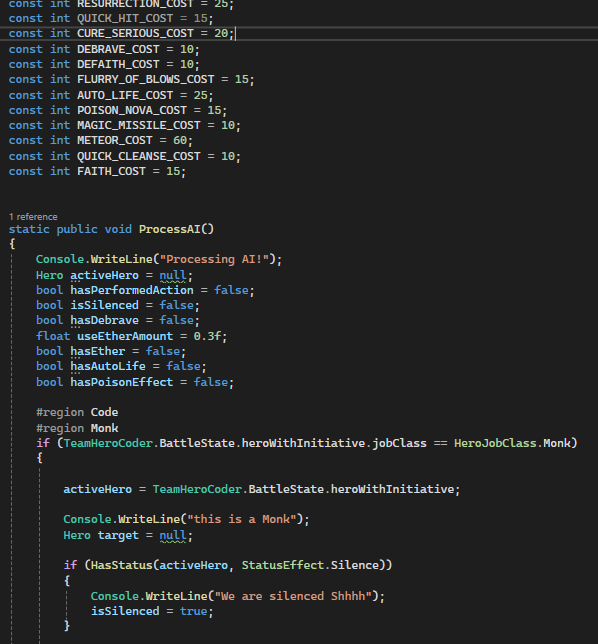 const int RESURRECTION_COST = 25;
const int QUICK_HIT_COST = 15;
const int CURE_SERIOUS_COST = 20;
const int DEBRAVE_COST = 10;
const int DEFAITH_COST = 10;
const int FLURRY_OF_BLOWS_COST = 15;
const int AUTO_LIFE_COST = 25;
const int POISON_NOVA_COST = 15;
const int MAGIC_MISSILE_COST = 10;
const int METEOR_COST = 60;
const int QUICK_CLEANSE_COST = 10;
const int FAITH_COST = 15;
1 reference
static public void ProcessAI()
{
Console.WriteLine("Processing AI!");
Hero activeHero = null;
bool hasPerformedAction = false;
bool isSilenced = false;
bool hasDebrave = false;
float useEtherAmount = 0.3f;
bool hasEther = false;
bool hasAutoLife = false;
bool hasPoisonEffect = false;
#region Code
#region Monk
if (TeamHeroCoder.BattleState.heroWithInitiative.jobClass == HeroJobClass.Monk)
{
activeHero = TeamHeroCoder.BattleState.heroWithInitiative;
Console.WriteLine("this is a Monk");
Hero target = null;
if (HasStatus(activeHero, StatusEffect.Silence))
{
Console.WriteLine("We are silenced Shhhh");
isSilenced = true;
}